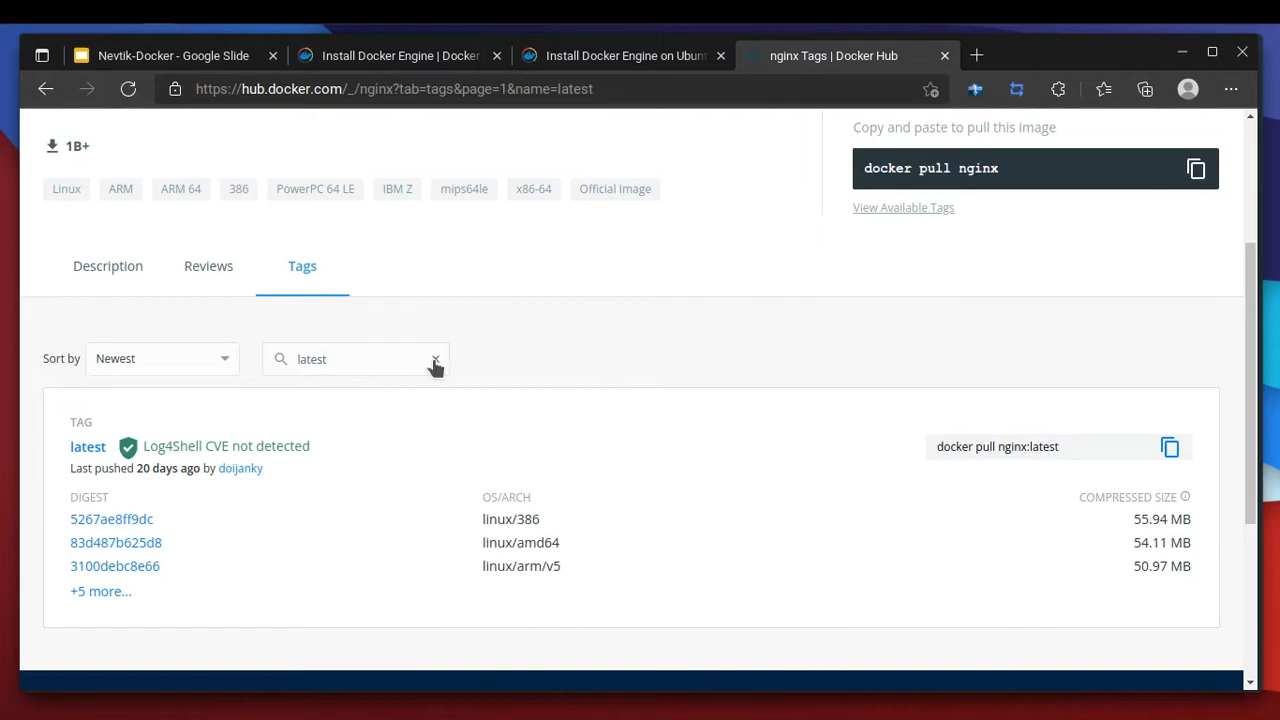 Nevtik-Docker - Google Slide
Install Docker Engine | Docker
Install Docker Engine on Ubunt
nginx Tags | Docker Hub
https://hub.docker.com/_/nginx?tab=tags&page=1&name=latest
1B+
Copy and paste to pull this image
docker pull nginx
View Available Tags
Linux ARM ARM 64 386 PowerPC 64 LE IBM Z mips64le x86-64 Official Image
Description Reviews Tags
Sort by Newest latest
TAG
latest Log4Shell CVE not detected
docker pull nginx:latest
Last pushed 20 days ago by doijanky
DIGEST OS/ARCH COMPRESSED SIZE
5267ae8ff9dc linux/386 55.94 MB
83d487b625d8 linux/amd64 54.11 MB
3100debc8e66 linux/arm/v5 50.97 MB
+5 more...